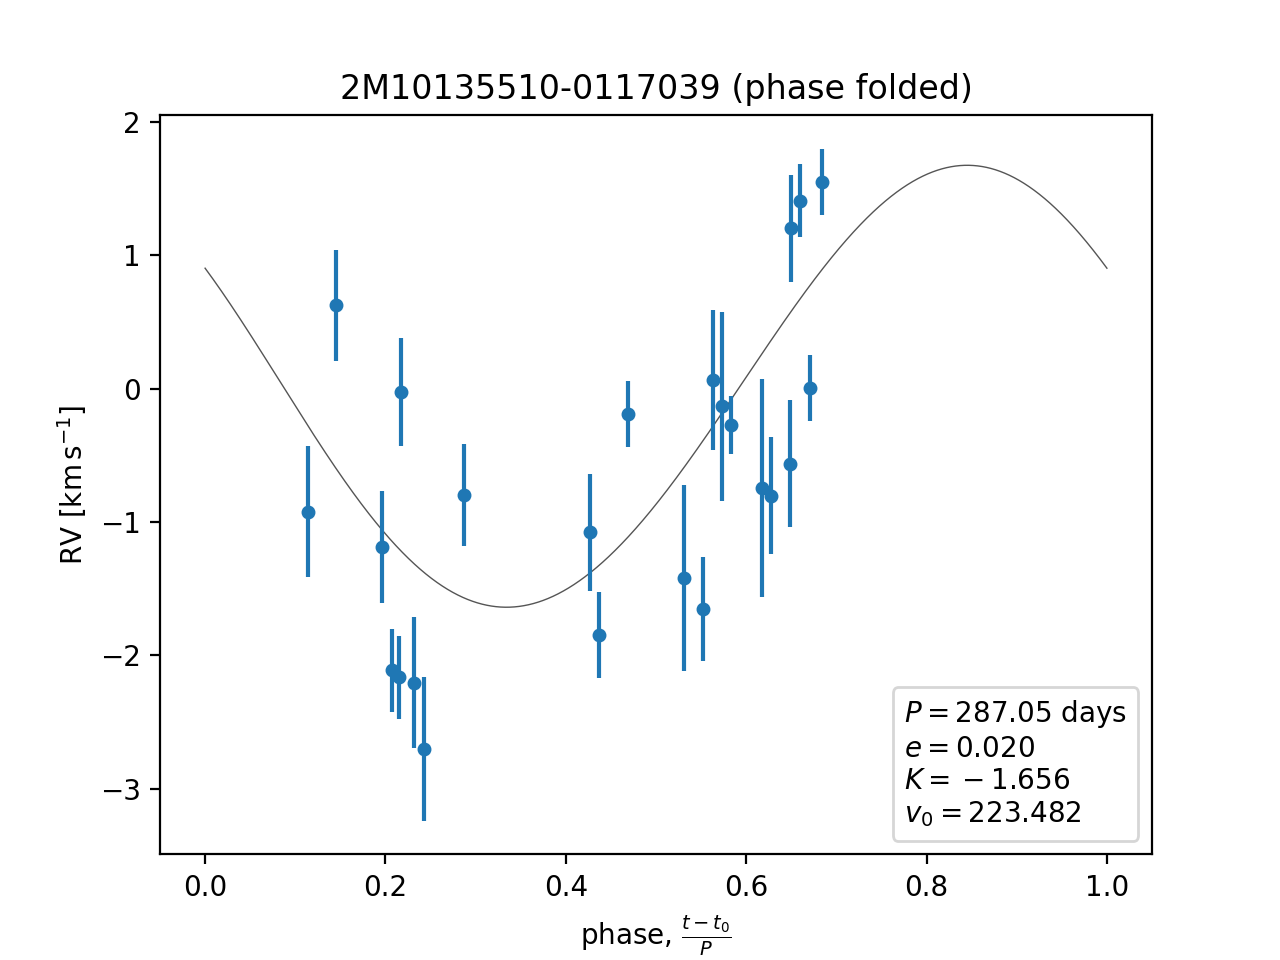 2M10135510-0117039 (phase folded)
2
1
0
−1
−2
−3
RV [km s⁻¹]
P = 287.05 days
e = 0.020
K = −1.656
v₀ = 223.482
0.0 0.2 0.4 0.6 0.8 1.0
phase, (t − t₀)/P